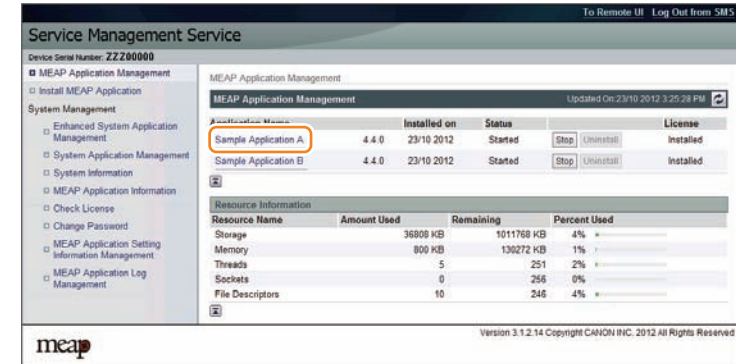 To Remote UI Log Out from SMS
Service Management Service
Device Serial Number: ZZZ00000
MEAP Application Management
Install MEAP Application
System Management
Enhanced System Application
Management
System Application Management
System Information
MEAP Application Information
Check License
Change Password
MEAP Application Setting
Information Management
MEAP Application Log
Management
MEAP Application Management
MEAP Application Management Updated On:23/10 2012 3:25:28 PM
Application Name Installed on Status License
Sample Application A 4.4.0 23/10 2012 Started Stop Uninstall Installed
Sample Application B 4.4.0 23/10 2012 Started Stop Uninstall Installed
Resource Information
Resource Name Amount Used Remaining Percent Used
Storage 36808 KB 1011768 KB 4%
Memory 800 KB 130272 KB 1%
Threads 5 251 2%
Sockets 0 256 0%
File Descriptors 10 246 4%
Version 3.1.2.14 Copyright CANON INC. 2012 All Rights Reserved
meap